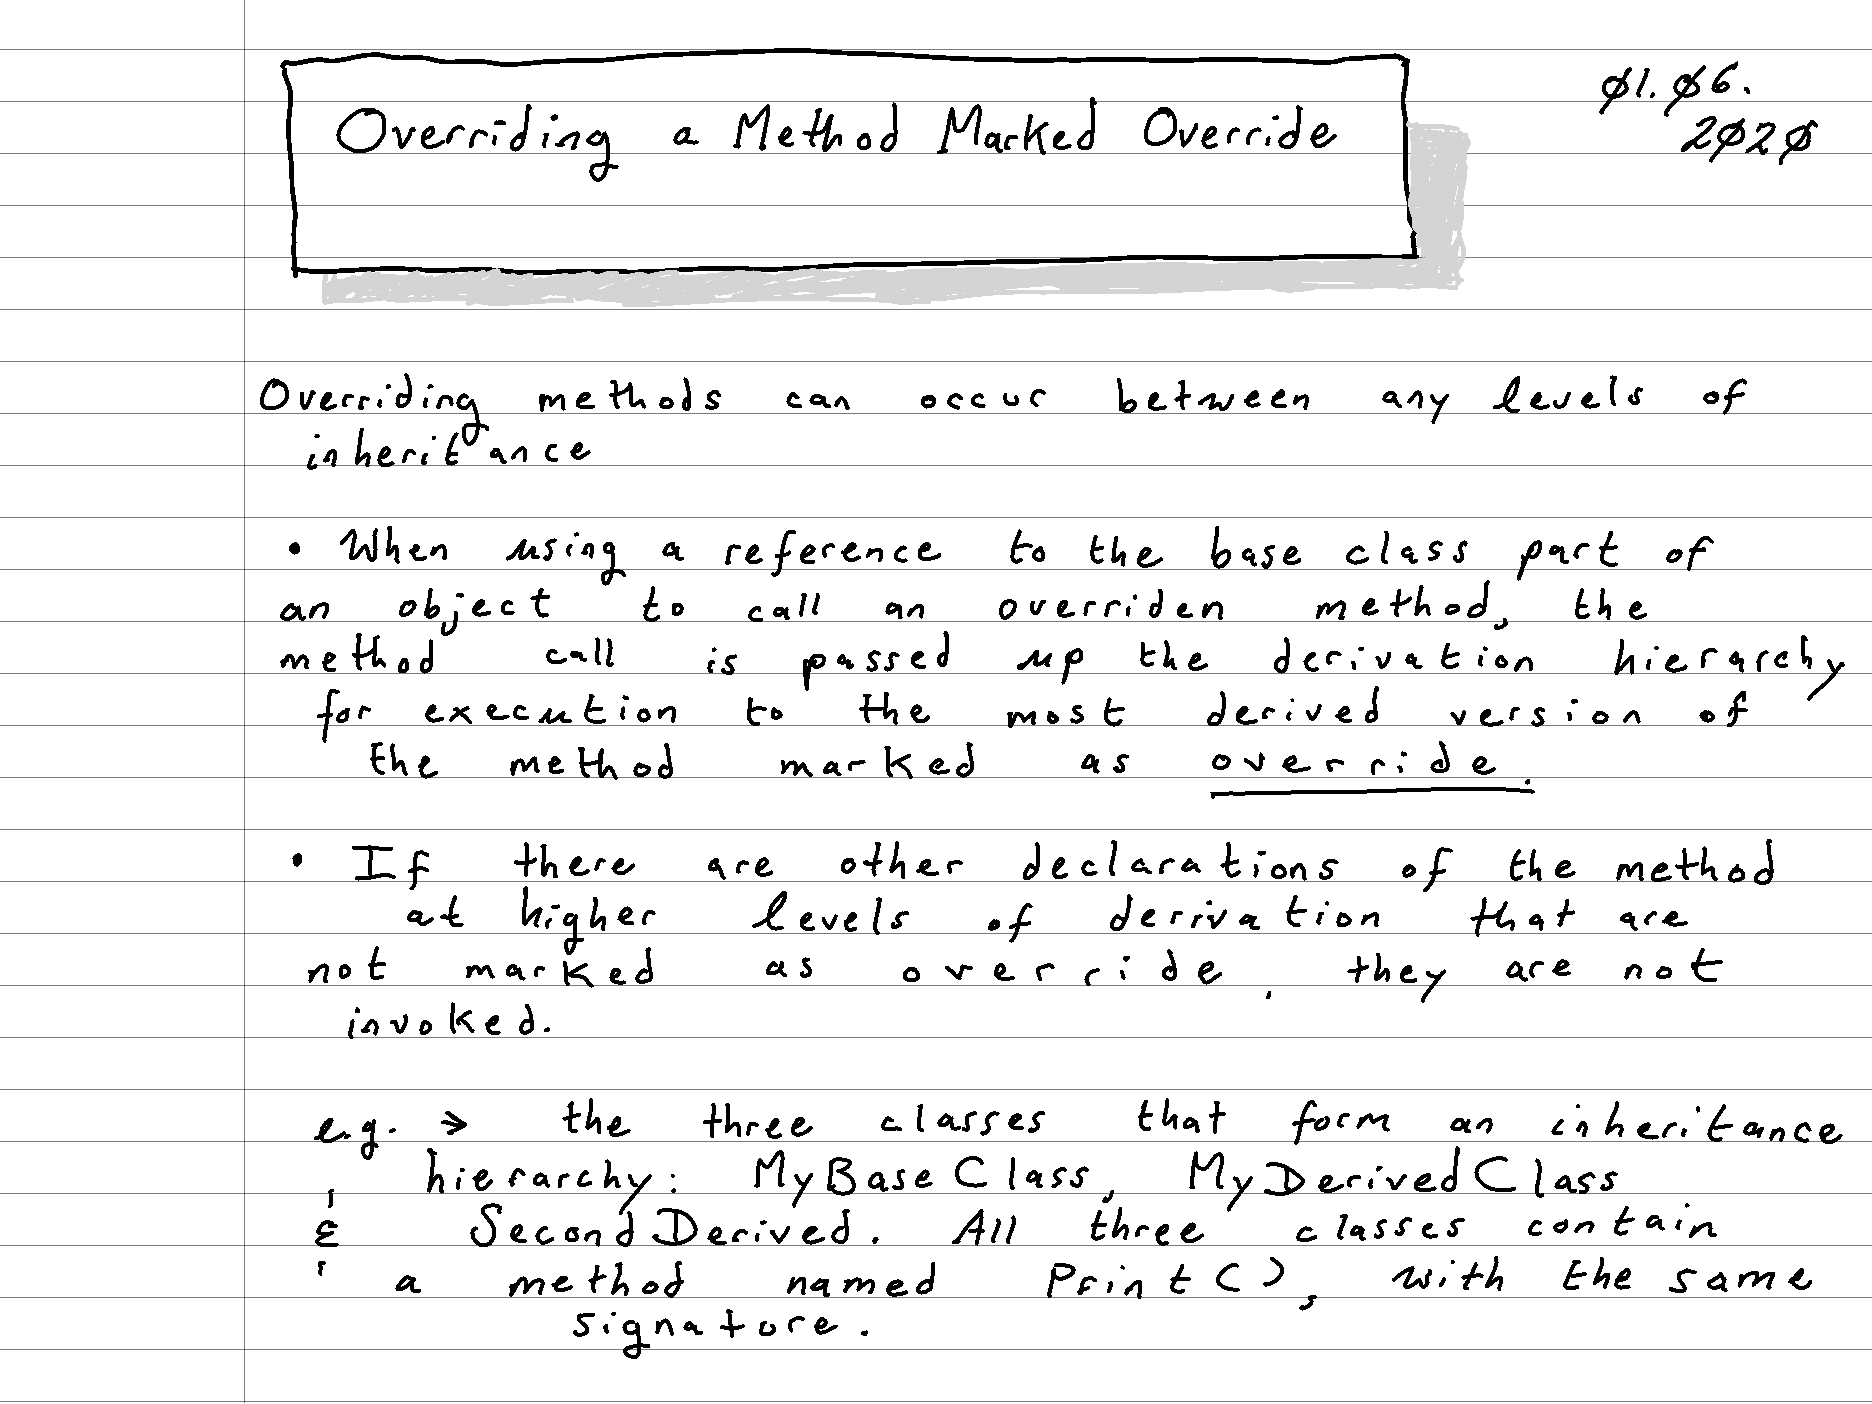 Overriding a Method Marked Override
Ø1. Ø6.
2Ø2Ø
Overriding methods can occur between any levels of
inheritance
• When using a reference to the base class part of
an object to call an overriden method, the
method call is passed up the derivation hierarchy
for execution to the most derived version of
the method marked as override.
• If there are other declarations of the method
at higher levels of derivation that are
not marked as override, they are not
invoked.
e.g. → the three classes that form an inheritance
hierarchy: MyBaseClass, MyDerivedClass
& SecondDerived. All three classes contain
a method named Print(), with the same
signature.